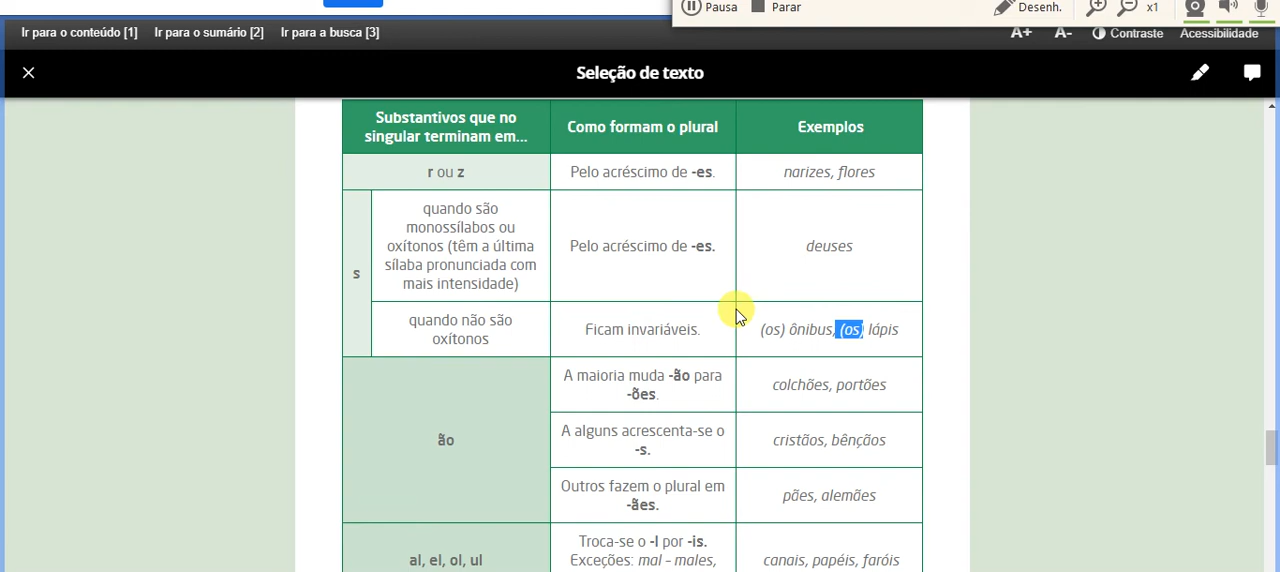 Pausa Parar Desenh. x1
Ir para o conteúdo [1] Ir para o sumário [2] Ir para a busca [3] A+ A- Contraste Acessibilidade
Seleção de texto
Substantivos que no
singular terminam em...
Como formam o plural
Exemplos
r ou z
Pelo acréscimo de -es.
narizes, flores
s
quando são
monossílabos ou
oxítonos (têm a última
sílaba pronunciada com
mais intensidade)
Pelo acréscimo de -es.
deuses
quando não são
oxítonos
Ficam invariáveis.
(os) ônibus, (os) lápis
ão
A maioria muda -ão para
-ões.
colchões, portões
A alguns acrescenta-se o
-s.
cristãos, bênçãos
Outros fazem o plural em
-ães.
pães, alemães
al, el, ol, ul
Troca-se o -l por -is.
Exceções: mal – males,
canais, papéis, faróis